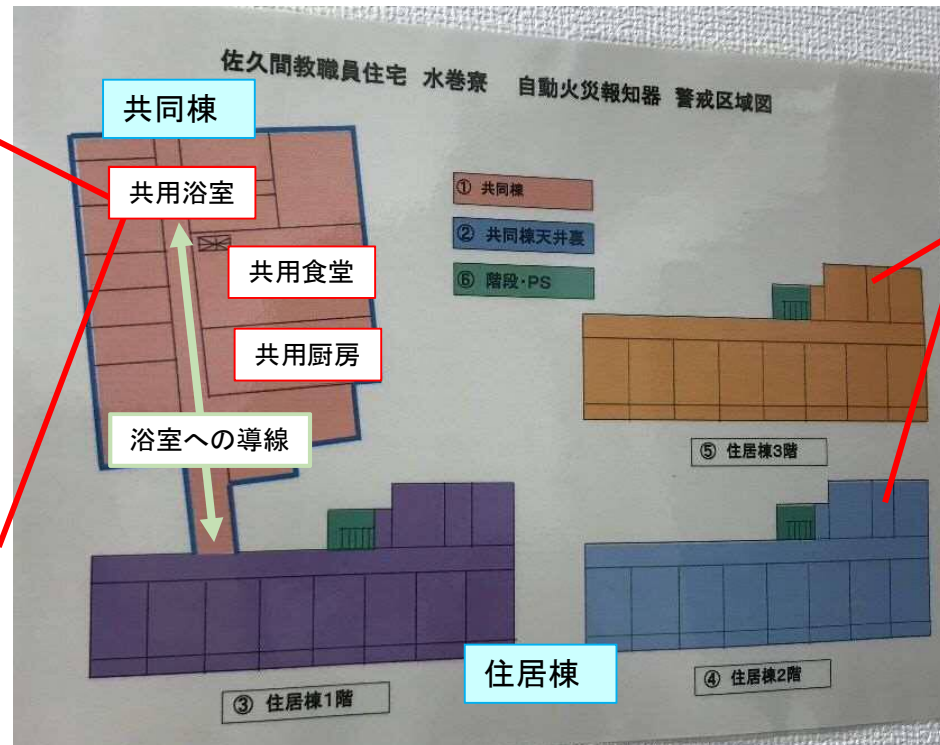 佐久間教職員住宅 水巻寮 自動火災報知器 警戒区域図
共同棟
共用浴室
共用食堂
共用厨房
浴室への導線
① 共同棟
② 共同棟天井裏
⑥ 階段・PS
⑤ 住居棟3階
③ 住居棟1階
住居棟
④ 住居棟2階